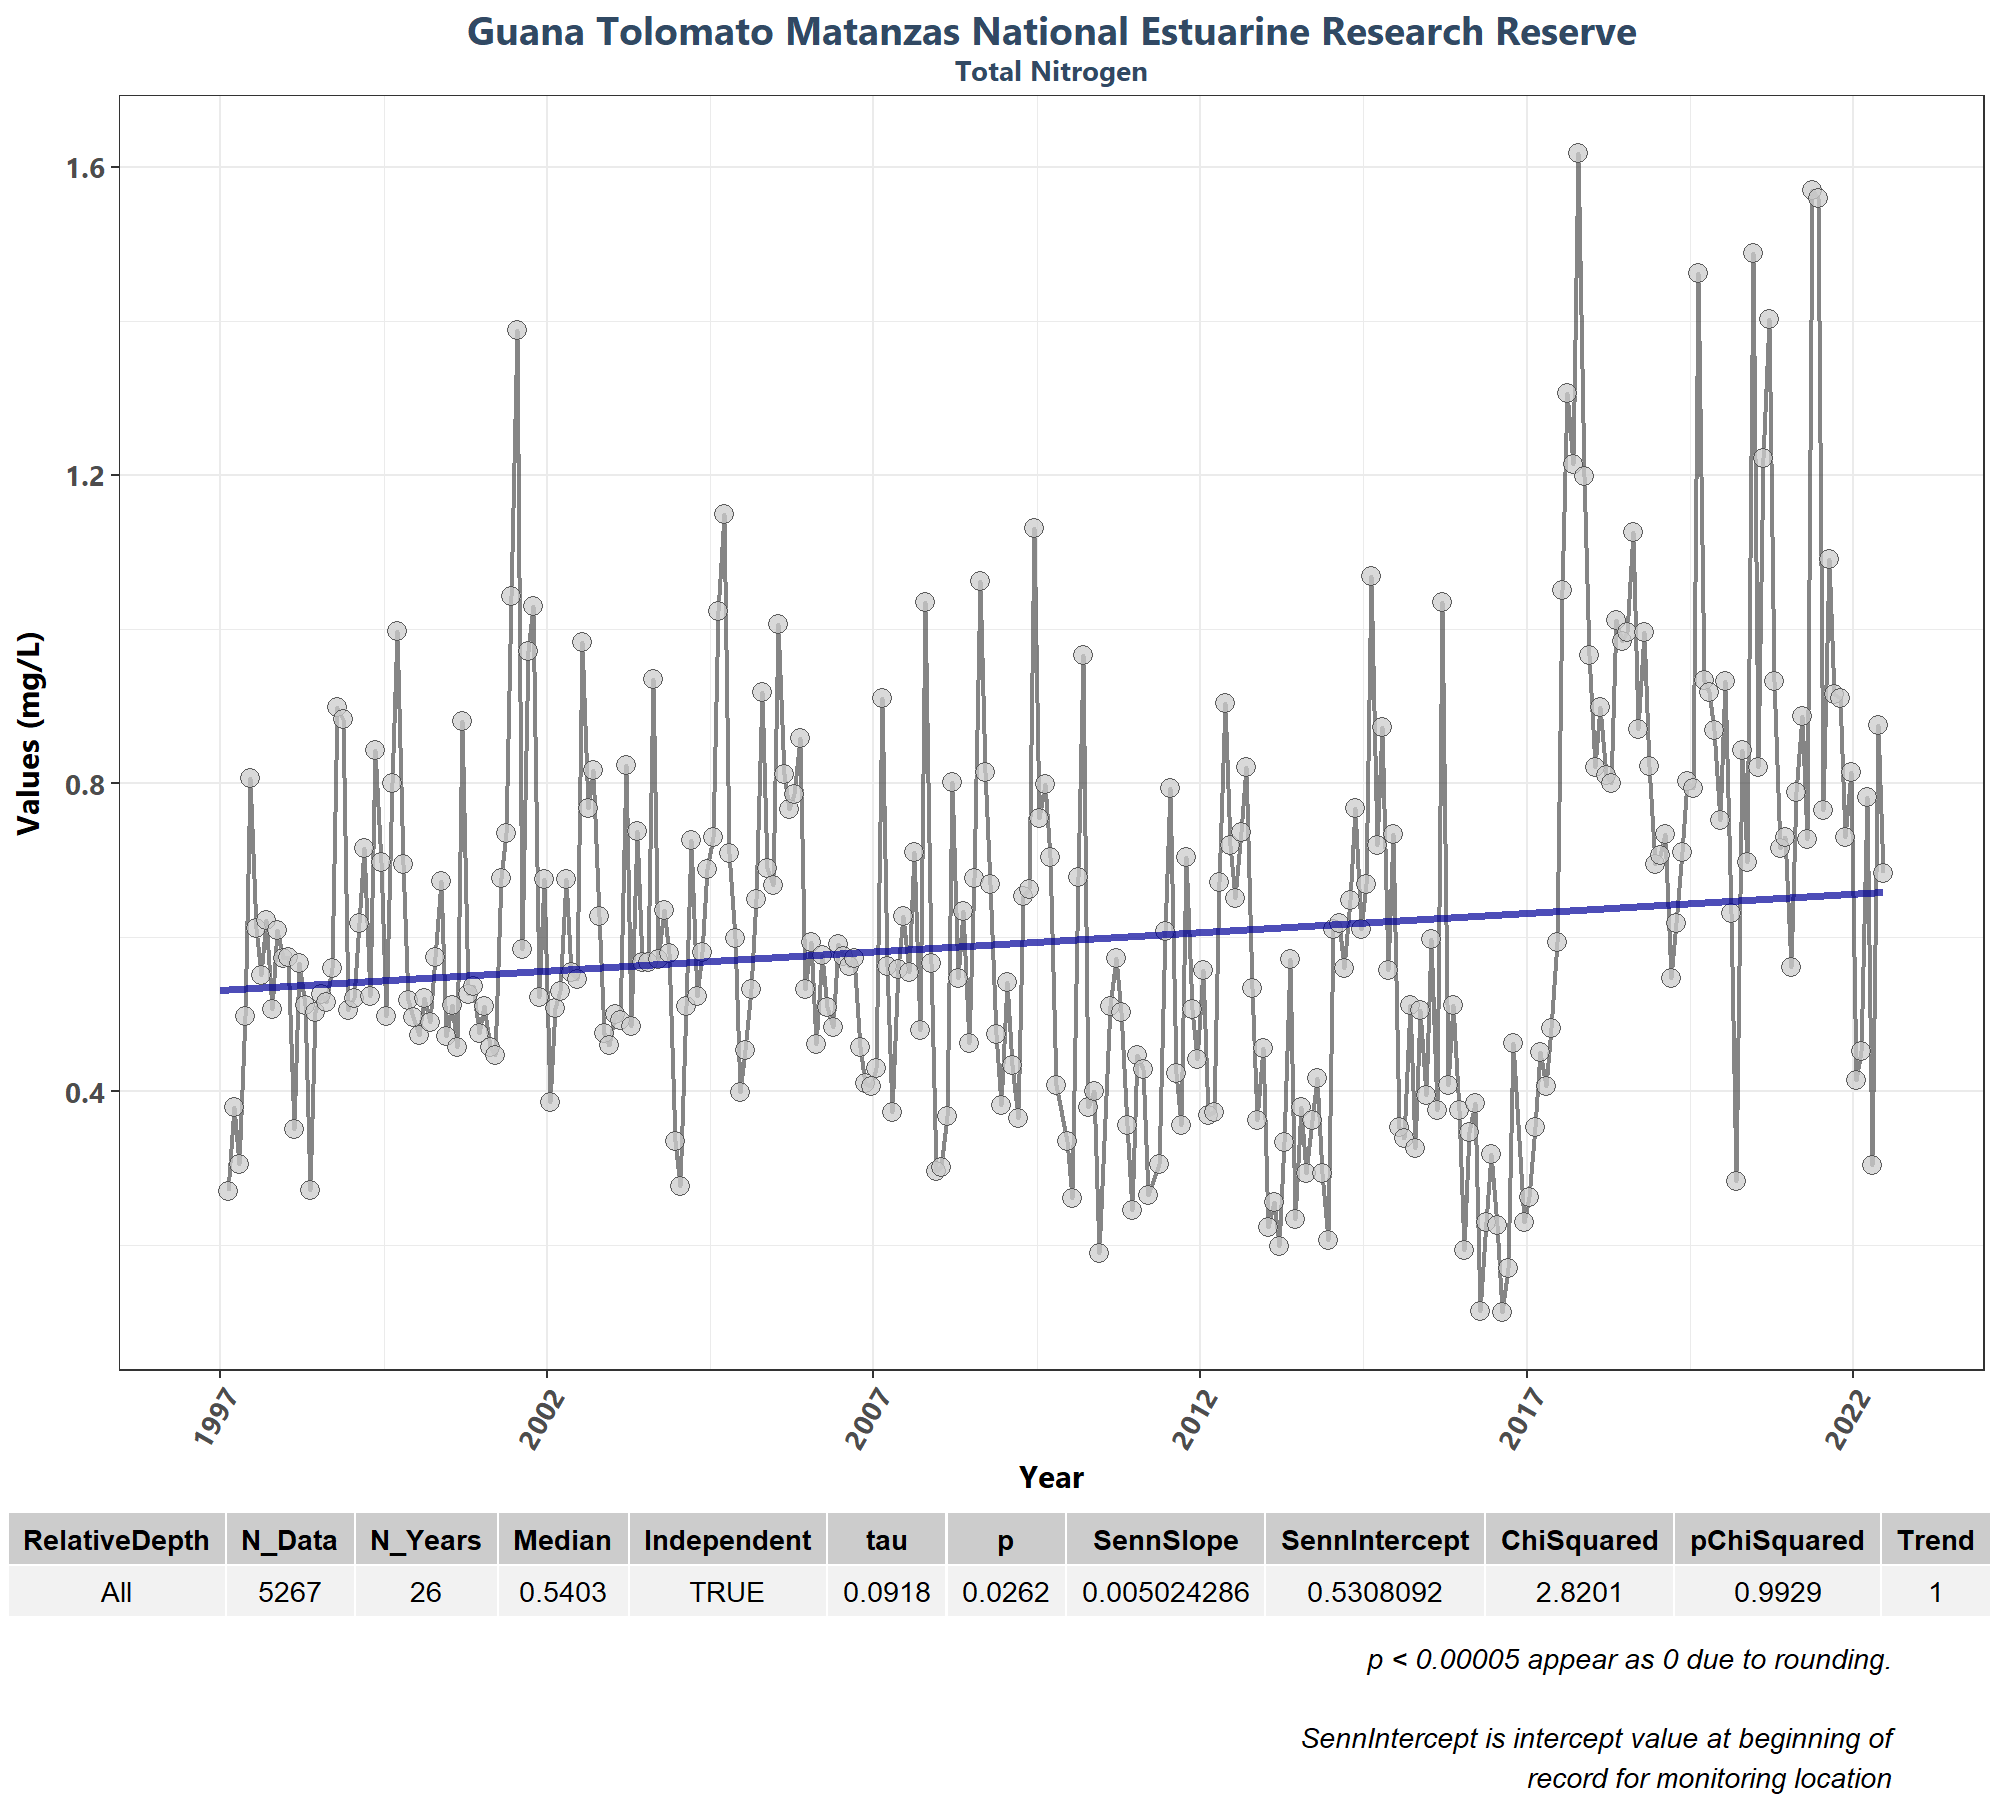 Guana Tolomato Matanzas National Estuarine Research Reserve
Total Nitrogen
Values (mg/L)
1.6
1.2
0.8
0.4
1997 2002 2007 2012 2017 2022
Year
RelativeDepth N_Data N_Years Median Independent tau p SennSlope SennIntercept ChiSquared pChiSquared Trend
All 5267 26 0.5403 TRUE 0.0918 0.0262 0.005024286 0.5308092 2.8201 0.9929 1
p < 0.00005 appear as 0 due to rounding.
SennIntercept is intercept value at beginning of
record for monitoring location